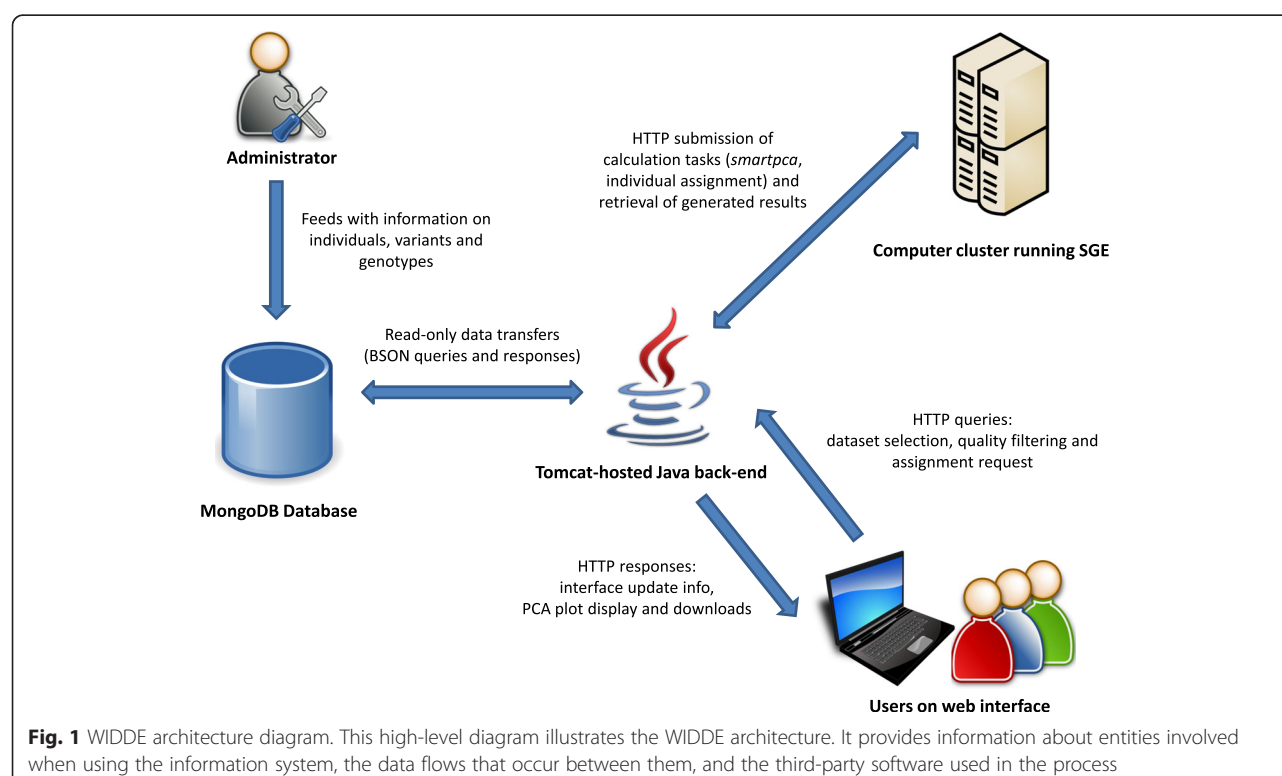 Administrator
Feeds with information on
individuals, variants and
genotypes
MongoDB Database
Read-only data transfers
(BSON queries and responses)
HTTP submission of
calculation tasks (smartpca,
individual assignment) and
retrieval of generated results
Computer cluster running SGE
Tomcat-hosted Java back-end
HTTP queries:
dataset selection, quality filtering and
assignment request
HTTP responses:
interface update info,
PCA plot display and downloads
Users on web interface
Fig. 1 WIDDE architecture diagram. This high-level diagram illustrates the WIDDE architecture. It provides information about entities involved
when using the information system, the data flows that occur between them, and the third-party software used in the process